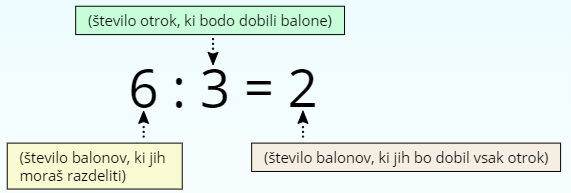 (število otrok, ki bodo dobili balone)
6 : 3 = 2
(število balonov, ki jih
moraš razdeliti)
(število balonov, ki jih bo dobil vsak otrok)